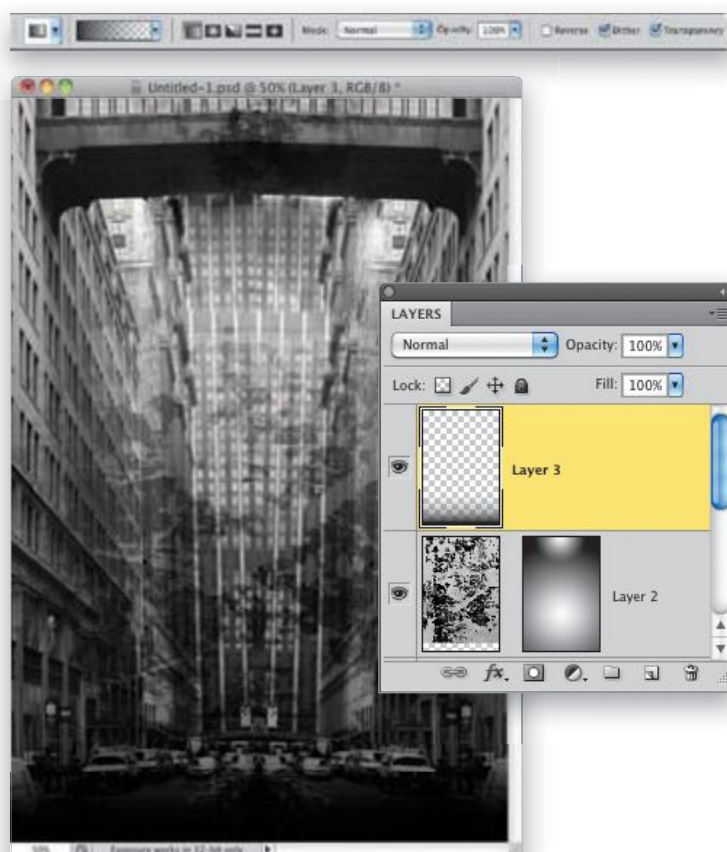 Mode: Normal Opacity: 100% Reverse Dither Transparency
Untitled-1.psd @ 50% (Layer 3, RGB/8) *
LAYERS
Normal Opacity: 100%
Lock: Fill: 100%
Layer 3
Layer 2
fx.
50% Exposure works in 32-bit only